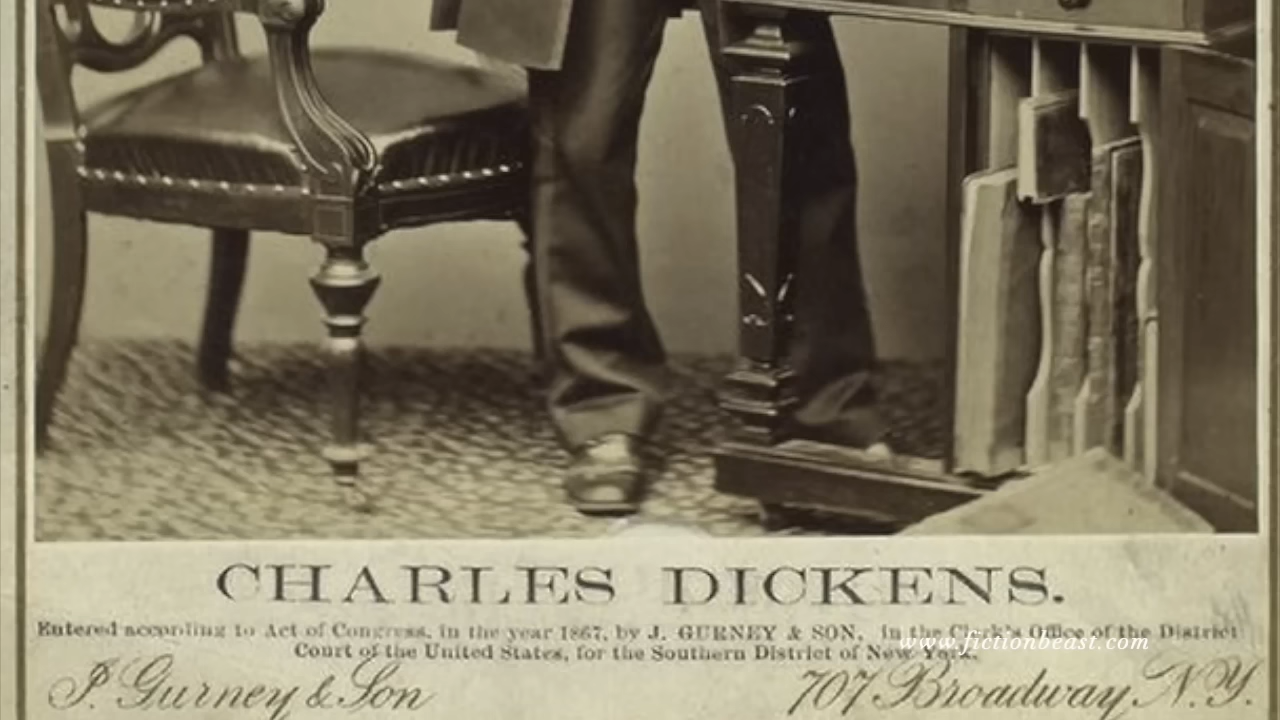 CHARLES DICKENS.
Entered according to Act of Congress, in the year 1867, by J. GURNEY & SON, in the Clerk's Office of the District
Court of the United States, for the Southern District of New York.
www.fictionbeast.com
J. Gurney & Son
707 Broadway, N.Y.